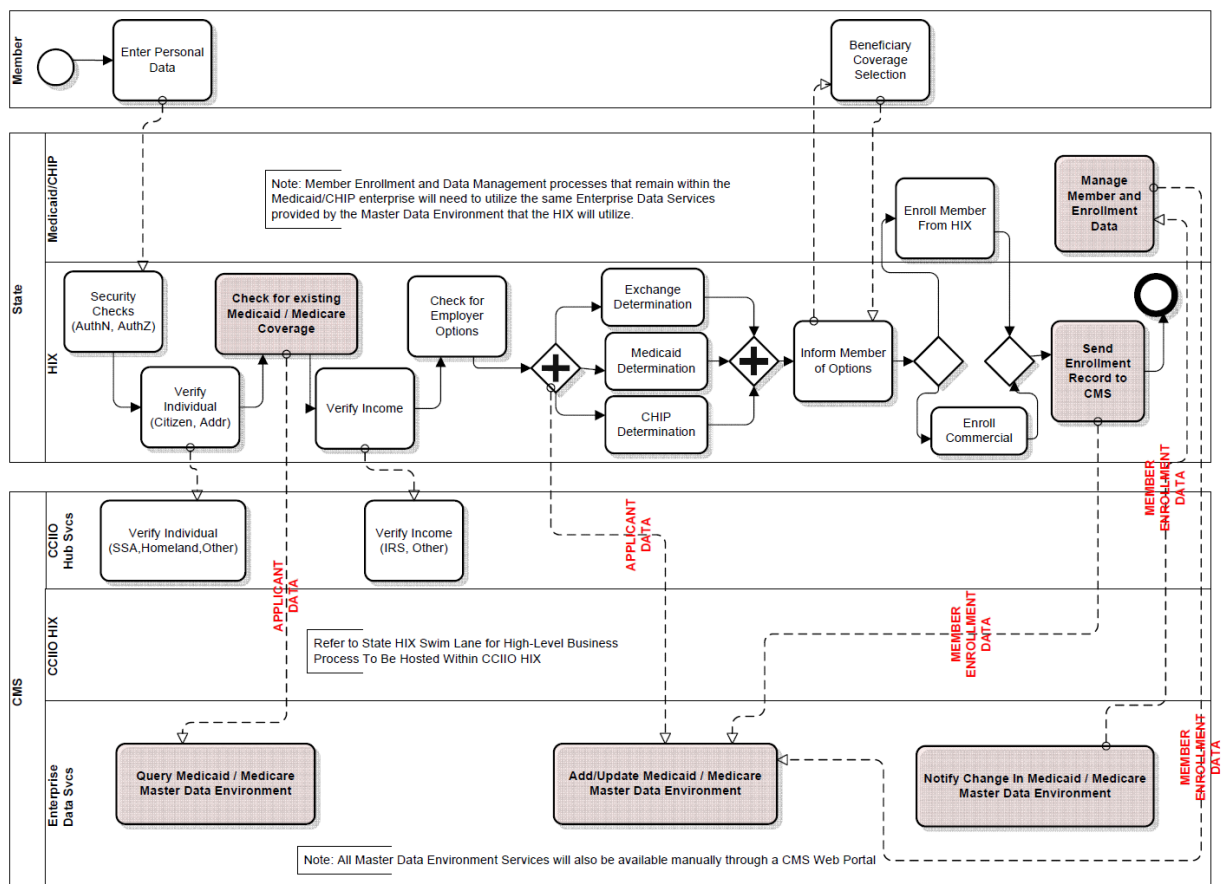 Member
Enter Personal
Data
Beneficiary
Coverage
Selection
State
Medicaid/CHIP
Note: Member Enrollment and Data Management processes that remain within the
Medicaid/CHIP enterprise will need to utilize the same Enterprise Data Services
provided by the Master Data Environment that the HIX will utilize.
Enroll Member
From HIX
Manage
Member and
Enrollment
Data
HIX
Security
Checks
(AuthN, AuthZ)
Verify
Individual
(Citizen, Addr)
Check for existing
Medicaid / Medicare
Coverage
Verify Income
Check for
Employer
Options
Exchange
Determination
Medicaid
Determination
CHIP
Determination
Inform Member
of Options
Enroll
Commercial
Send
Enrollment
Record to
CMS
CMS
CCIIO
Hub Svcs
Verify Individual
(SSA,Homeland,Other)
Verify Income
(IRS, Other)
APPLICANT
DATA
APPLICANT
DATA
MEMBER
ENROLLMENT
DATA
MEMBER
ENROLLMENT
DATA
MEMBER
ENROLLMENT
DATA
CCIIO HIX
Refer to State HIX Swim Lane for High-Level Business
Process To Be Hosted Within CCIIO HIX
Enterprise
Data Svcs
Query Medicaid / Medicare
Master Data Environment
Add/Update Medicaid / Medicare
Master Data Environment
Notify Change In Medicaid / Medicare
Master Data Environment
Note: All Master Data Environment Services will also be available manually through a CMS Web Portal